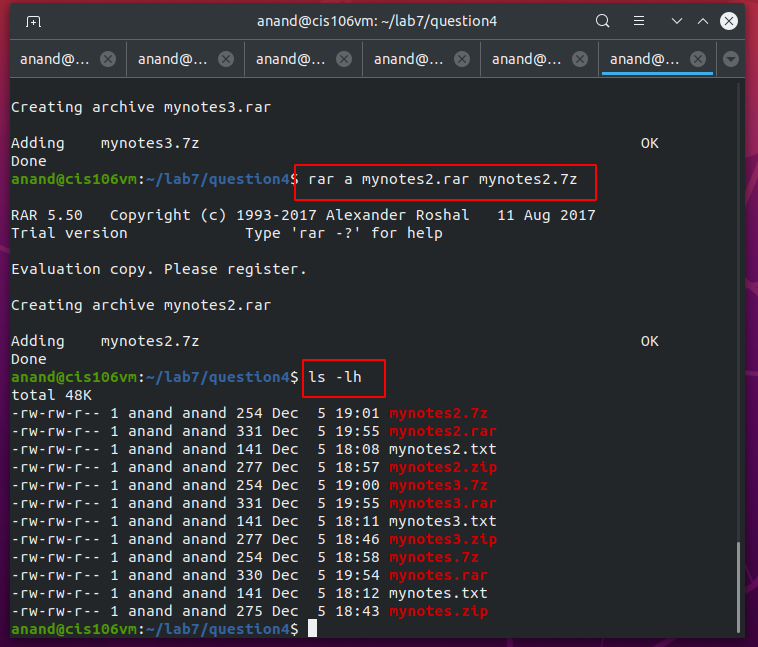 anand@cis106vm: ~/lab7/question4
anand@... anand@... anand@... anand@... anand@... anand@...
Creating archive mynotes3.rar
Adding    mynotes3.7z                                                 OK
Done
anand@cis106vm:~/lab7/question4$ rar a mynotes2.rar mynotes2.7z
RAR 5.50   Copyright (c) 1993-2017 Alexander Roshal   11 Aug 2017
Trial version             Type 'rar -?' for help
Evaluation copy. Please register.
Creating archive mynotes2.rar
Adding    mynotes2.7z                                                 OK
Done
anand@cis106vm:~/lab7/question4$ ls -lh
total 48K
-rw-rw-r-- 1 anand anand 254 Dec  5 19:01 mynotes2.7z
-rw-rw-r-- 1 anand anand 331 Dec  5 19:55 mynotes2.rar
-rw-rw-r-- 1 anand anand 141 Dec  5 18:08 mynotes2.txt
-rw-rw-r-- 1 anand anand 277 Dec  5 18:57 mynotes2.zip
-rw-rw-r-- 1 anand anand 254 Dec  5 19:00 mynotes3.7z
-rw-rw-r-- 1 anand anand 331 Dec  5 19:55 mynotes3.rar
-rw-rw-r-- 1 anand anand 141 Dec  5 18:11 mynotes3.txt
-rw-rw-r-- 1 anand anand 277 Dec  5 18:46 mynotes3.zip
-rw-rw-r-- 1 anand anand 254 Dec  5 18:58 mynotes.7z
-rw-rw-r-- 1 anand anand 330 Dec  5 19:54 mynotes.rar
-rw-rw-r-- 1 anand anand 141 Dec  5 18:12 mynotes.txt
-rw-rw-r-- 1 anand anand 275 Dec  5 18:43 mynotes.zip
anand@cis106vm:~/lab7/question4$